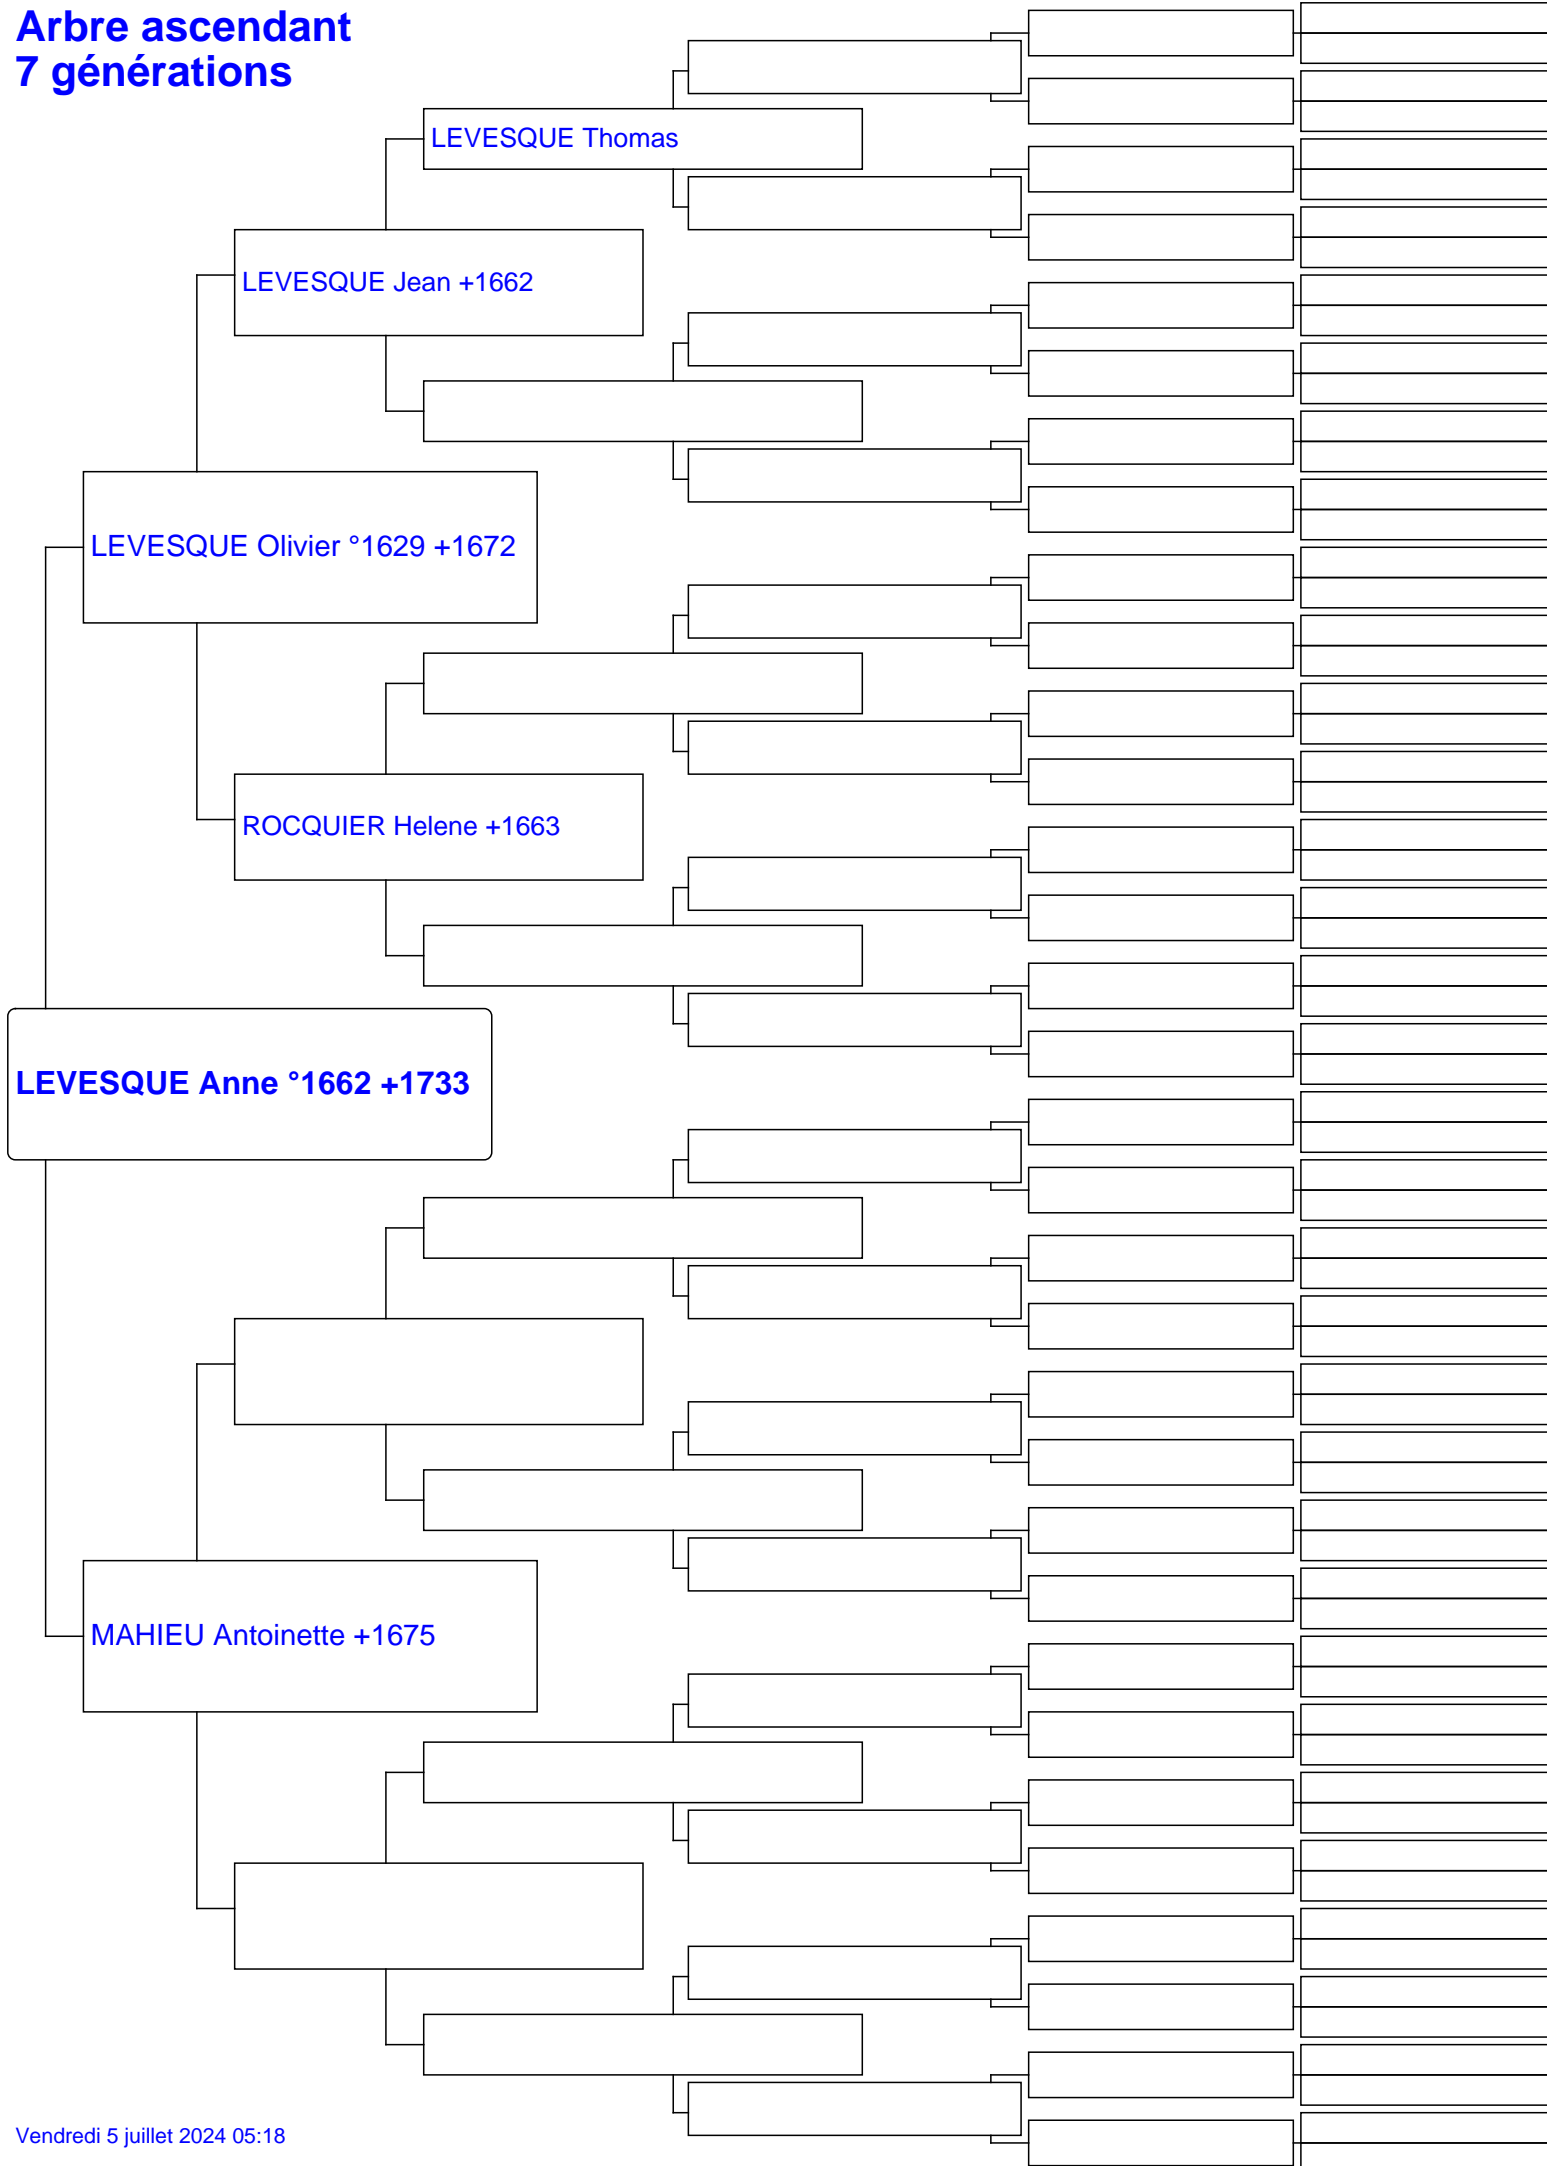 Arbre ascendant
7 générations
LEVESQUE Thomas
LEVESQUE Jean +1662
LEVESQUE Olivier °1629 +1672
ROCQUIER Helene +1663
LEVESQUE Anne °1662 +1733
MAHIEU Antoinette +1675
Vendredi 5 juillet 2024 05:18